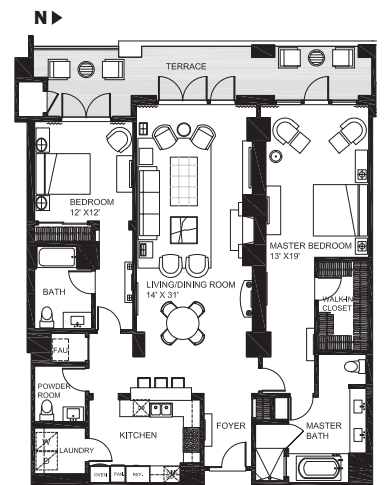 N
TERRACE
BEDROOM
12' X12'
MASTER BEDROOM
13' X19'
LIVING/DINING ROOM
14' X 31'
BATH
WALK-IN
CLOSET
FAU
POWDER
ROOM
KITCHEN
FOYER
MASTER
BATH
W
D
LAUNDRY
OVEN
PAN.
REF.